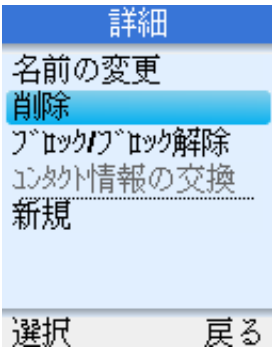 詳細
名前の変更
削除
ﾌﾞﾛｯｸ/ﾌﾞﾛｯｸ解除
ｺﾝﾀｸﾄ情報の交換
新規
選択 戻る